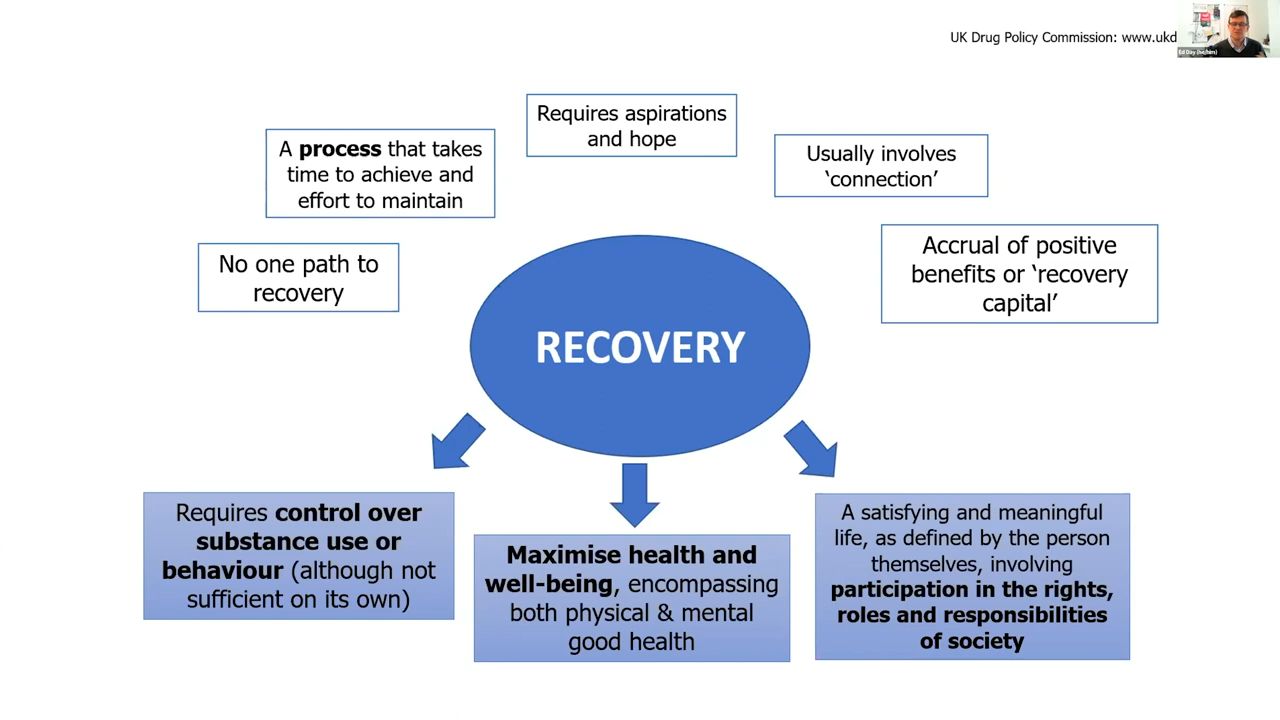 UK Drug Policy Commission: www.ukd
Ed Day (he/him)
Requires aspirations
and hope
A process that takes
time to achieve and
effort to maintain
Usually involves
‘connection’
No one path to
recovery
Accrual of positive
benefits or ‘recovery
capital’
RECOVERY
Requires control over
substance use or
behaviour (although not
sufficient on its own)
Maximise health and
well-being, encompassing
both physical & mental
good health
A satisfying and meaningful
life, as defined by the person
themselves, involving
participation in the rights,
roles and responsibilities
of society